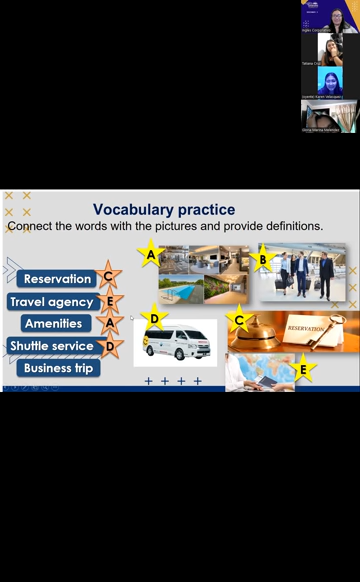 Vocabulary practice
Connect the words with the pictures and provide definitions.
Reservation C
Travel agency E
Amenities A
Shuttle service D
Business trip
A
B
D
C
RESERVATION
E